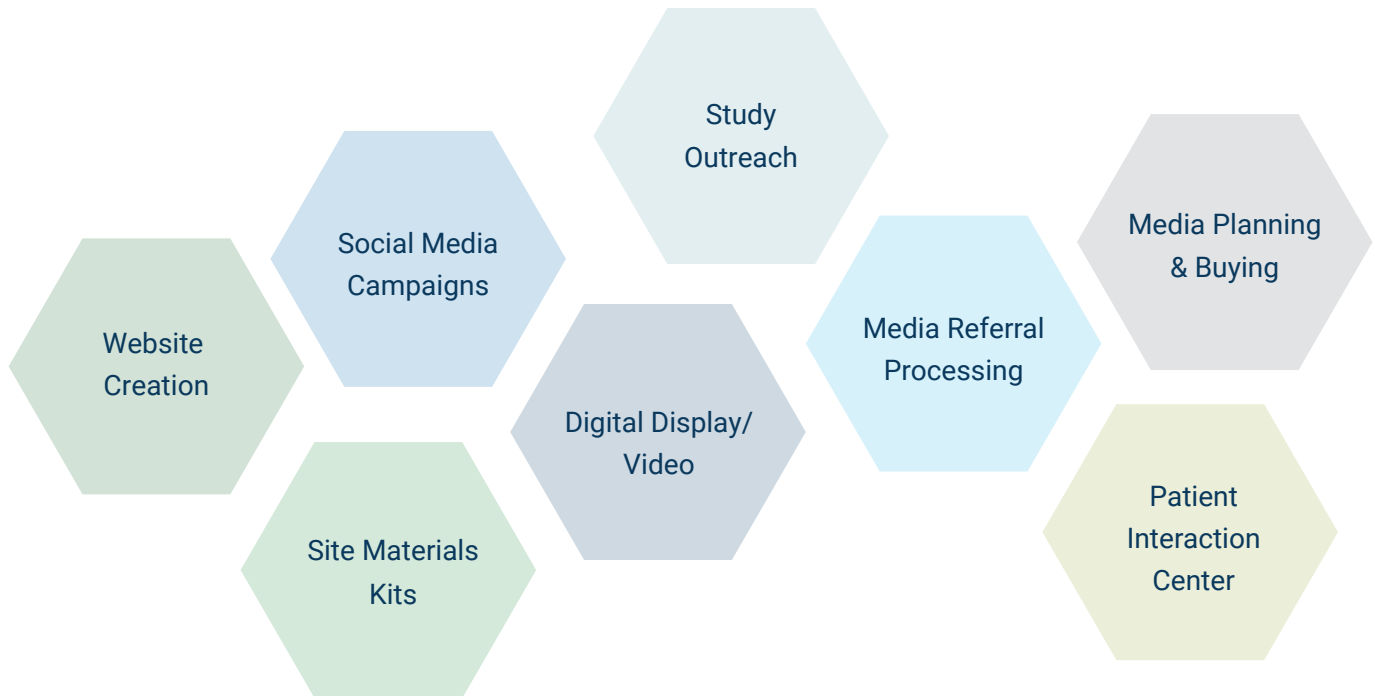 Study
Outreach
Social Media
Campaigns
Media Planning
& Buying
Website
Creation
Media Referral
Processing
Digital Display/
Video
Site Materials
Kits
Patient
Interaction
Center